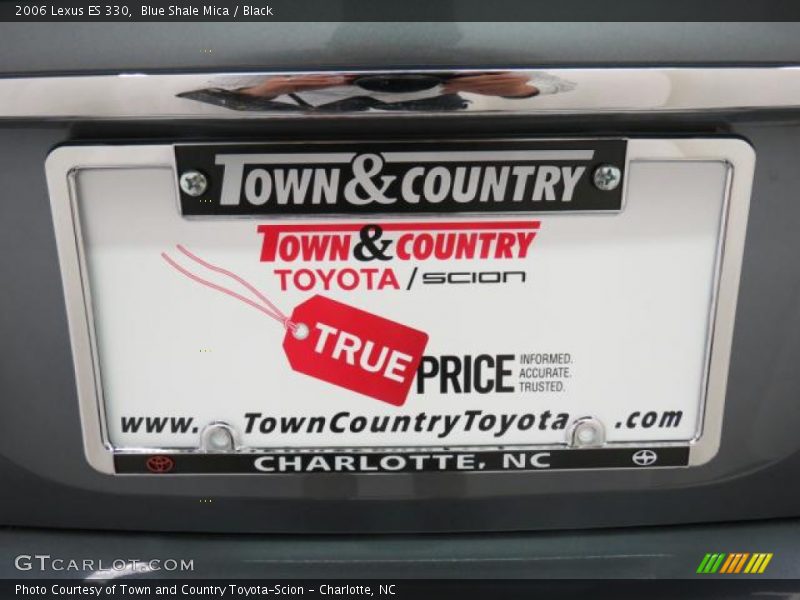 2006 Lexus ES 330,  Blue Shale Mica / Black
TOWN & COUNTRY
TOWN & COUNTRY
TOYOTA / SCION
TRUE PRICE INFORMED.
ACCURATE.
TRUSTED.
www. TownCountryToyota .com
CHARLOTTE, NC
GTCARLOT.COM
Photo Courtesy of Town and Country Toyota-Scion - Charlotte, NC